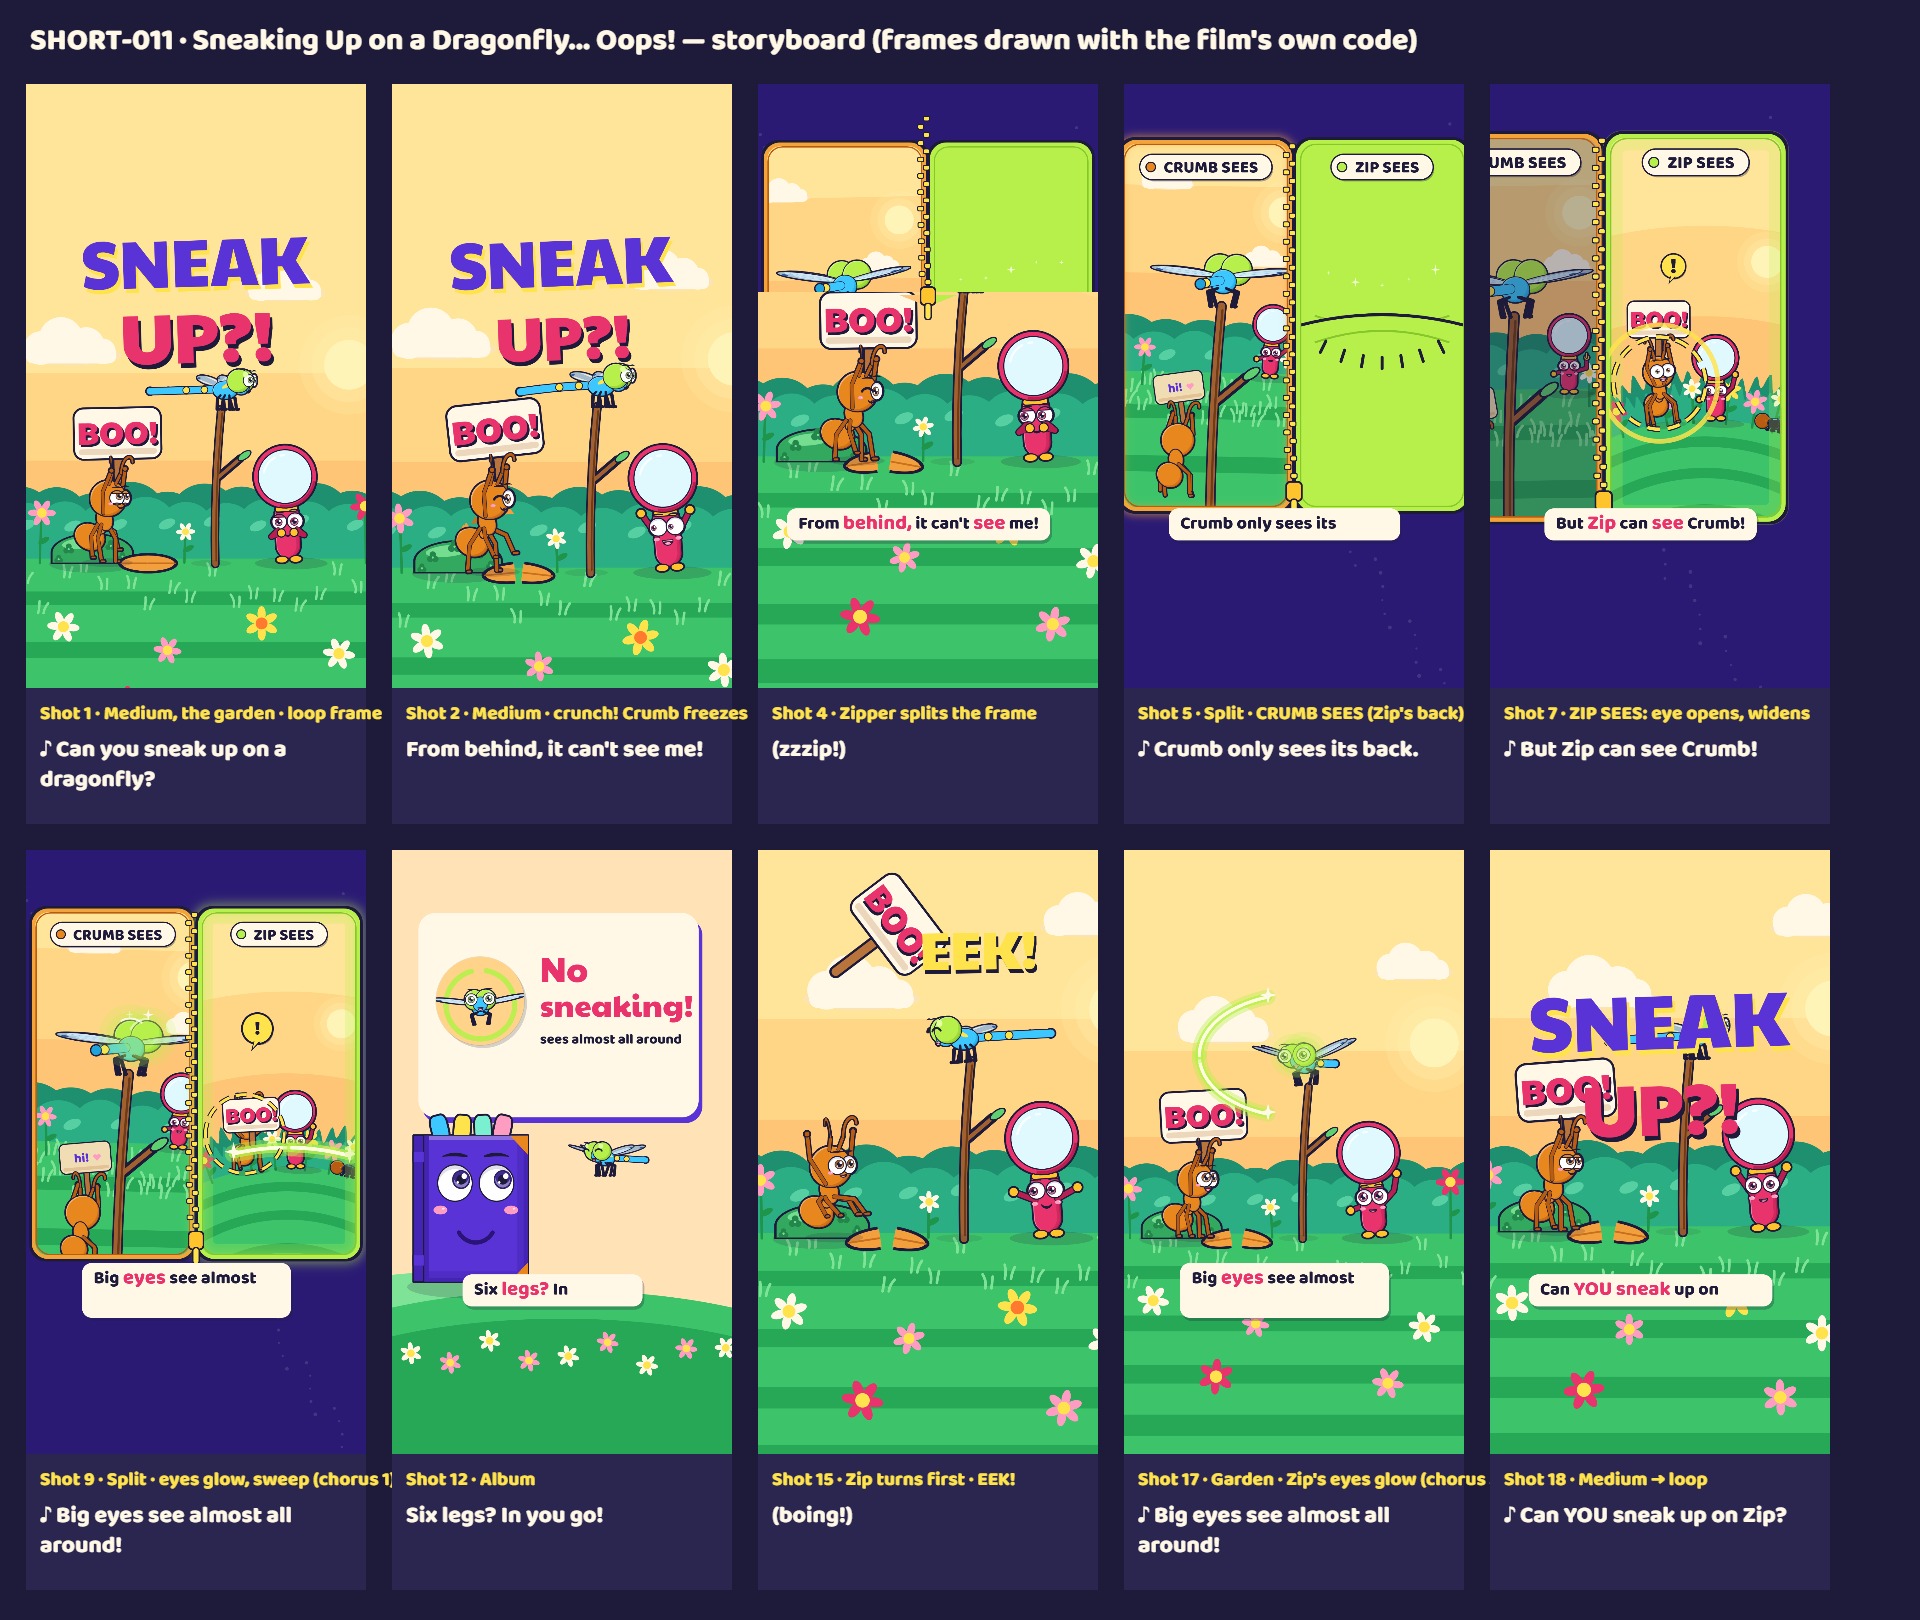 SHORT-011 · Sneaking Up on a Dragonfly... Oops! — storyboard (frames drawn with the film's own code)
SNEAK
UP?!
BOO!
Shot 1 · Medium, the garden · loop frame
♪ Can you sneak up on a
dragonfly?
SNEAK
UP?!
BOO!
Shot 2 · Medium · crunch! Crumb freezes
From behind, it can't see me!
BOO!
From behind, it can't see me!
Shot 4 · Zipper splits the frame
(zzzip!)
CRUMB SEES
ZIP SEES
hi!
Crumb only sees its
Shot 5 · Split · CRUMB SEES (Zip's back)
♪ Crumb only sees its back.
UMB SEES
ZIP SEES
!
BOO!
But Zip can see Crumb!
Shot 7 · ZIP SEES: eye opens, widens
♪ But Zip can see Crumb!
CRUMB SEES
ZIP SEES
!
BOO!
hi!
Big eyes see almost
Shot 9 · Split · eyes glow, sweep (chorus 1)
♪ Big eyes see almost all
around!
No
sneaking!
sees almost all around
Six legs? In
Shot 12 · Album
Six legs? In you go!
BOO!
EEK!
Shot 15 · Zip turns first · EEK!
(boing!)
BOO!
Big eyes see almost
Shot 17 · Garden · Zip's eyes glow (chorus
♪ Big eyes see almost all
around!
SNEAK
BOO!
UP?!
Can YOU sneak up on
Shot 18 · Medium → loop
♪ Can YOU sneak up on Zip?